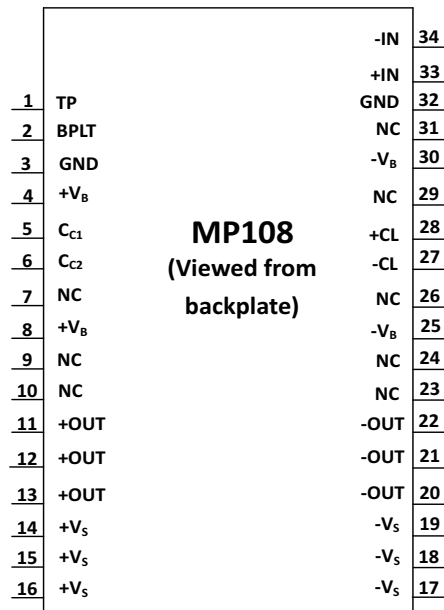 -IN 34
+IN 33
1 TP GND 32
2 BPLT NC 31
3 GND -VB 30
4 +VB NC 29
5 CC1 +CL 28
MP108
6 CC2 -CL 27
(Viewed from
7 NC NC 26
backplate)
8 +VB -VB 25
9 NC NC 24
10 NC NC 23
11 +OUT -OUT 22
12 +OUT -OUT 21
13 +OUT -OUT 20
14 +VS -VS 19
15 +VS -VS 18
16 +VS -VS 17